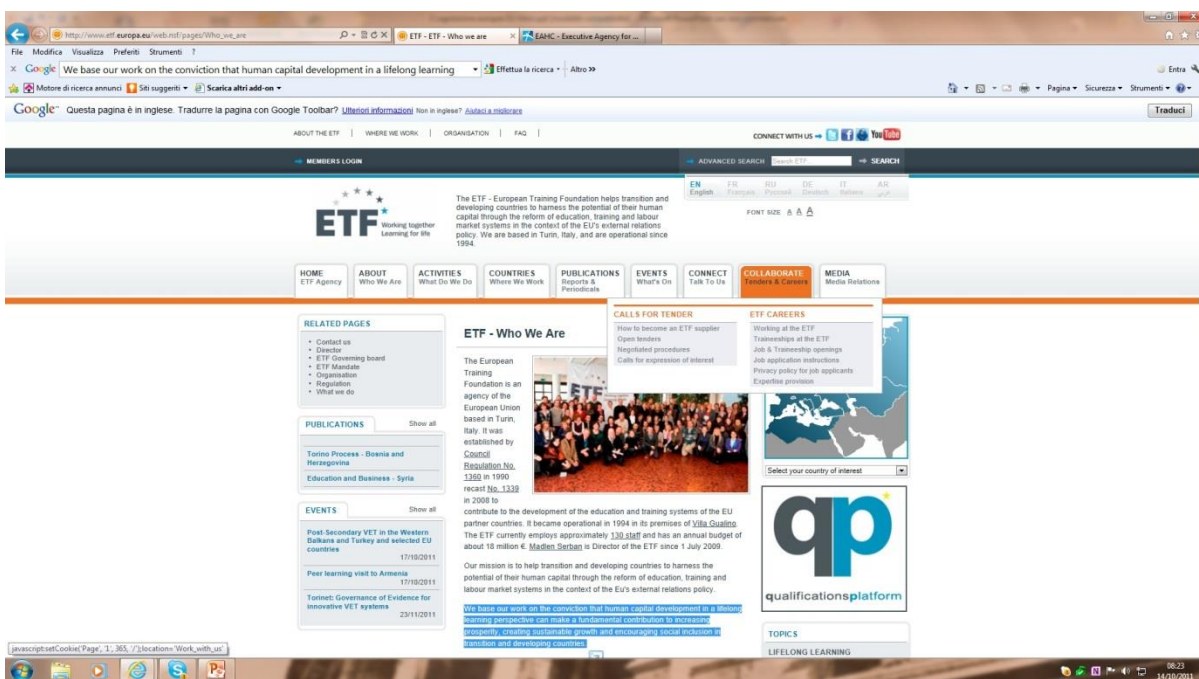 http://www.etf.europa.eu/web.nsf/pages/Who_we_are
ETF - ETF - Who we are
EAHC - Executive Agency for ...
File Modifica Visualizza Preferiti Strumenti ?
Google We base our work on the conviction that human capital development in a lifelong learning
Effettua la ricerca
Altro »
Entra
Motore di ricerca annunci
Siti suggeriti
Scarica altri add-on
Pagina Sicurezza Strumenti
Google Questa pagina è in inglese. Tradurre la pagina con Google Toolbar? Ulteriori informazioni Non in inglese? Aiutaci a migliorare
Traduci
ABOUT THE ETF | WHERE WE WORK | ORGANISATION | FAQ |
CONNECT WITH US
You Tube
MEMBERS LOGIN
ADVANCED SEARCH Search ETF... SEARCH
EN FR RU DE IT AR
English Français Русский Deutsch Italiano عربي
FONT SIZE A A A
ETF Working together
Learning for life
The ETF - European Training Foundation helps transition and
developing countries to harness the potential of their human
capital through the reform of education, training and labour
market systems in the context of the EU's external relations
policy. We are based in Turin, Italy, and are operational since
1994.
HOME
ETF Agency
ABOUT
Who We Are
ACTIVITIES
What Do We Do
COUNTRIES
Where We Work
PUBLICATIONS
Reports &
Periodicals
EVENTS
What's On
CONNECT
Talk To Us
COLLABORATE
Tenders & Careers
MEDIA
Media Relations
CALLS FOR TENDER
How to become an ETF supplier
Open tenders
Negotiated procedures
Calls for expression of interest
ETF CAREERS
Working at the ETF
Traineeships at the ETF
Job & Traineeship openings
Job application instructions
Privacy policy for job applicants
Expertise provision
RELATED PAGES
• Contact us
• Director
• ETF Governing board
• ETF Mandate
• Organisation
• Regulation
• What we do
PUBLICATIONS Show all
Torino Process - Bosnia and
Herzegovina
Education and Business - Syria
EVENTS Show all
Post-Secondary VET in the Western
Balkans and Turkey and selected EU
countries
17/10/2011
Peer learning visit to Armenia
17/10/2011
Torinet: Governance of Evidence for
innovative VET systems
23/11/2011
ETF - Who We Are
The European
Training
Foundation is an
agency of the
European Union
based in Turin,
Italy. It was
established by
Council
Regulation No.
1360 in 1990
recast No. 1339
in 2008 to
contribute to the development of the education and training systems of the EU
partner countries. It became operational in 1994 in its premises of Villa Gualino.
The ETF currently employs approximately 130 staff and has an annual budget of
about 18 million €. Madlen Serban is Director of the ETF since 1 July 2009.
Our mission is to help transition and developing countries to harness the
potential of their human capital through the reform of education, training and
labour market systems in the context of the Eu's external relations policy.
We base our work on the conviction that human capital development in a lifelong
learning perspective can make a fundamental contribution to increasing
prosperity, creating sustainable growth and encouraging social inclusion in
transition and developing countries.
ETF
Select your country of interest
qp
qualificationsplatform
TOPICS
LIFELONG LEARNING
javascript:setCookie('Page', '1', 365, '/');location='Work_with_us'
08:23
14/10/2011